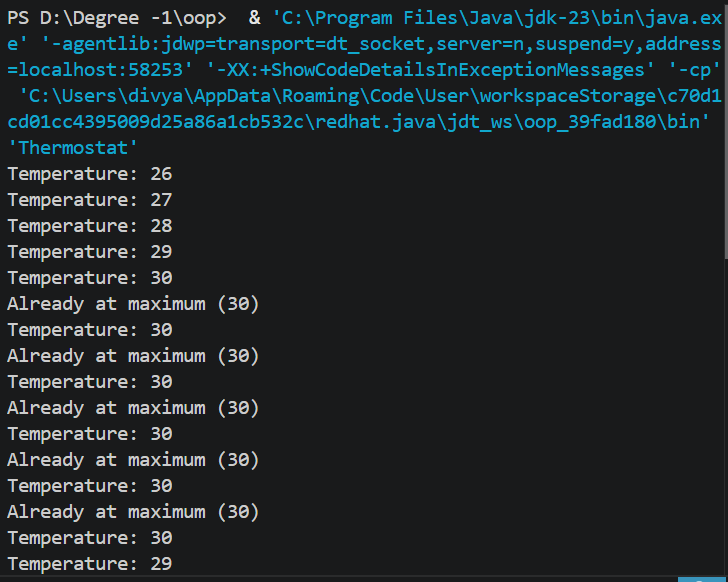 PS D:\Degree -1\oop>  & 'C:\Program Files\Java\jdk-23\bin\java.ex
e' '-agentlib:jdwp=transport=dt_socket,server=n,suspend=y,address
=localhost:58253' '-XX:+ShowCodeDetailsInExceptionMessages' '-cp'
 'C:\Users\divya\AppData\Roaming\Code\User\workspaceStorage\c70d1
cd01cc4395009d25a86a1cb532c\redhat.java\jdt_ws\oop_39fad180\bin'
'Thermostat'
Temperature: 26
Temperature: 27
Temperature: 28
Temperature: 29
Temperature: 30
Already at maximum (30)
Temperature: 30
Already at maximum (30)
Temperature: 30
Already at maximum (30)
Temperature: 30
Already at maximum (30)
Temperature: 30
Already at maximum (30)
Temperature: 30
Temperature: 29